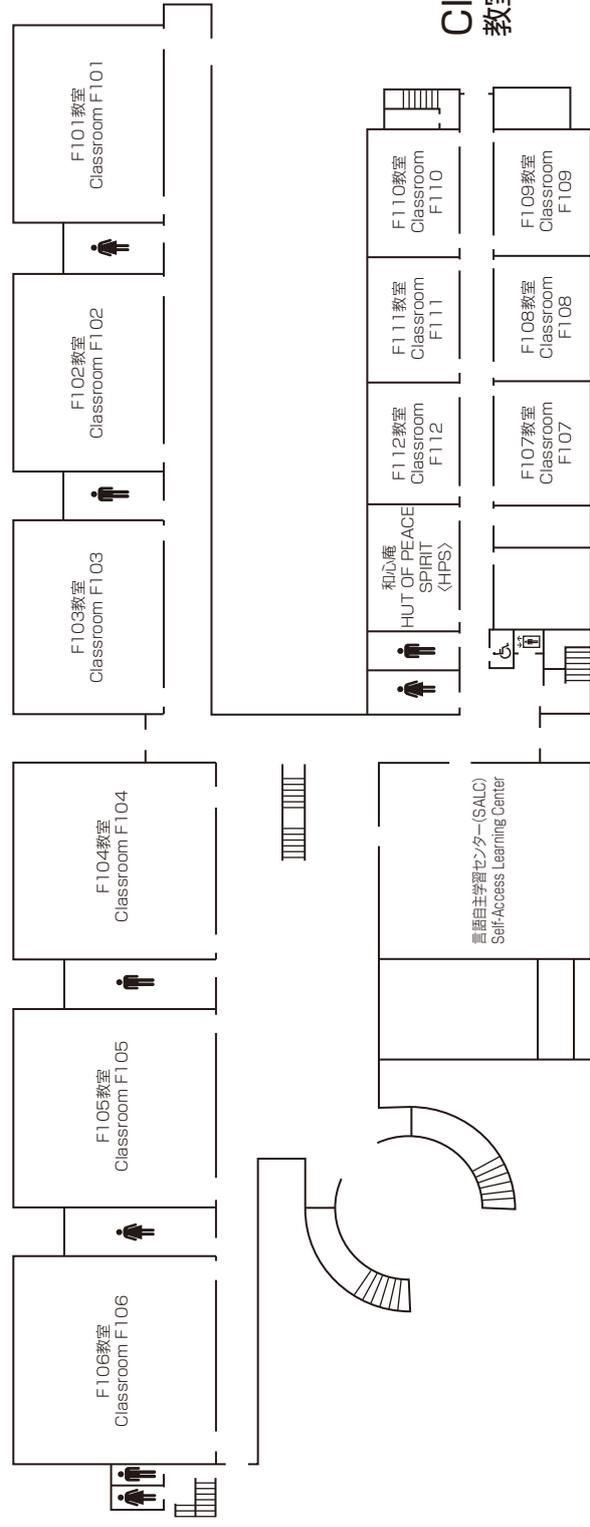 Cl
教室
F101教室
Classroom F101
F102教室
Classroom F102
F103教室
Classroom F103
F104教室
Classroom F104
F105教室
Classroom F105
F106教室
Classroom F106
F110教室
Classroom
F110
F111教室
Classroom
F111
F112教室
Classroom
F112
和心庵
HUT OF PEACE
SPIRIT
〈HPS〉
F109教室
Classroom
F109
F108教室
Classroom
F108
F107教室
Classroom
F107
言語自主学習センター(SALC)
Self-Access Learning Center